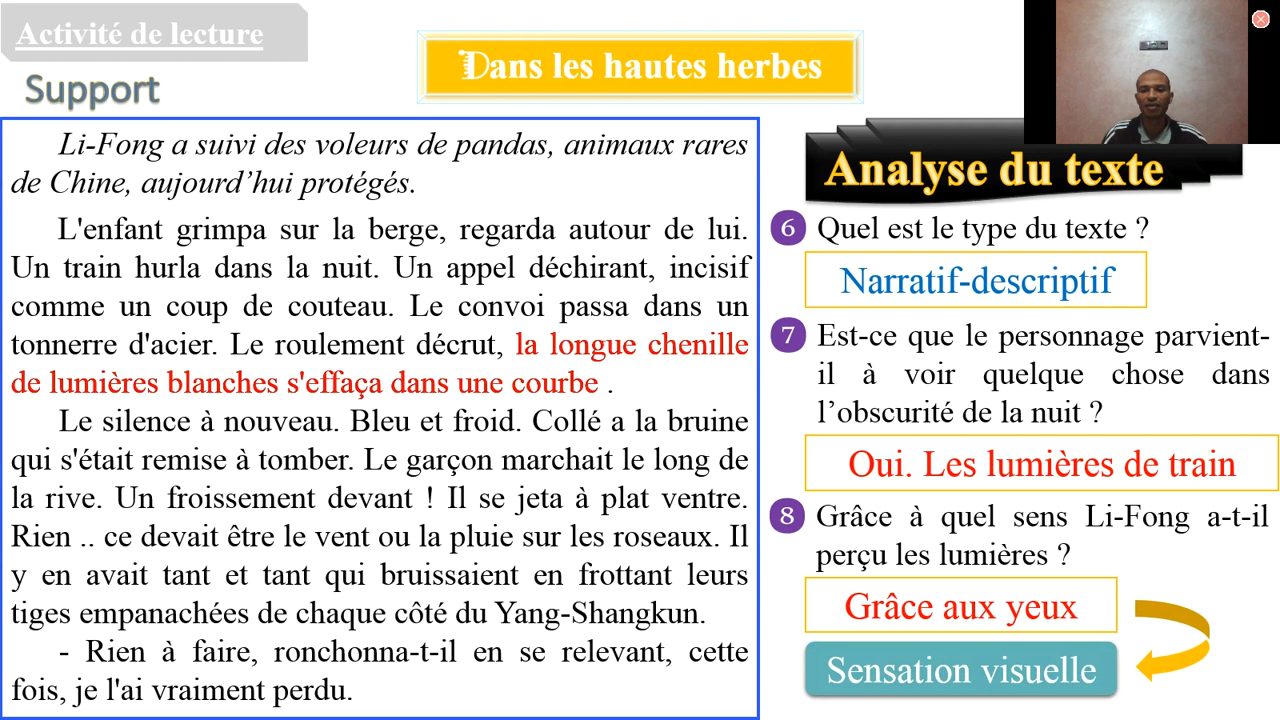 Activité de lecture
Support
Dans les hautes herbes
Li-Fong a suivi des voleurs de pandas, animaux rares
de Chine, aujourd'hui protégés.
L'enfant grimpa sur la berge, regarda autour de lui.
Un train hurla dans la nuit. Un appel déchirant, incisif
comme un coup de couteau. Le convoi passa dans un
tonnerre d'acier. Le roulement décrut, la longue chenille
de lumières blanches s'effaça dans une courbe .
Le silence à nouveau. Bleu et froid. Collé a la bruine
qui s'était remise à tomber. Le garçon marchait le long de
la rive. Un froissement devant ! Il se jeta à plat ventre.
Rien .. ce devait être le vent ou la pluie sur les roseaux. Il
y en avait tant et tant qui bruissaient en frottant leurs
tiges empanachées de chaque côté du Yang-Shangkun.
- Rien à faire, ronchonna-t-il en se relevant, cette
fois, je l'ai vraiment perdu.
Analyse du texte
6 Quel est le type du texte ?
Narratif-descriptif
7 Est-ce que le personnage parvient-
il à voir quelque chose dans
l’obscurité de la nuit ?
Oui. Les lumières de train
8 Grâce à quel sens Li-Fong a-t-il
perçu les lumières ?
Grâce aux yeux
Sensation visuelle